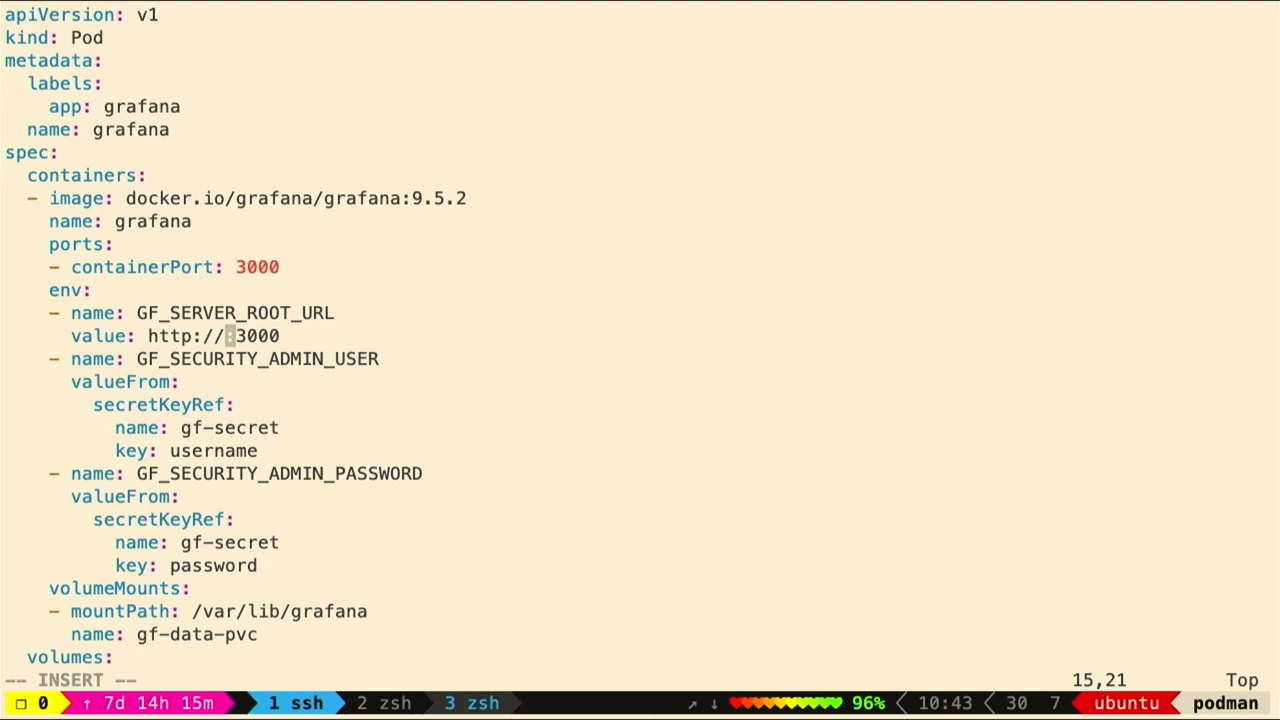 apiVersion: v1
kind: Pod
metadata:
  labels:
    app: grafana
  name: grafana
spec:
  containers:
  - image: docker.io/grafana/grafana:9.5.2
    name: grafana
    ports:
    - containerPort: 3000
    env:
    - name: GF_SERVER_ROOT_URL
      value: http://:3000
    - name: GF_SECURITY_ADMIN_USER
      valueFrom:
        secretKeyRef:
          name: gf-secret
          key: username
    - name: GF_SECURITY_ADMIN_PASSWORD
      valueFrom:
        secretKeyRef:
          name: gf-secret
          key: password
    volumeMounts:
    - mountPath: /var/lib/grafana
      name: gf-data-pvc
  volumes:
-- INSERT -- 15,21 Top
❐ 0 ↑ 7d 14h 15m 1 ssh 2 zsh 3 zsh ↗ ↓ ♥♥♥♥♥♥♥♥♥♥ 96% 10:43 30 7 ubuntu podman